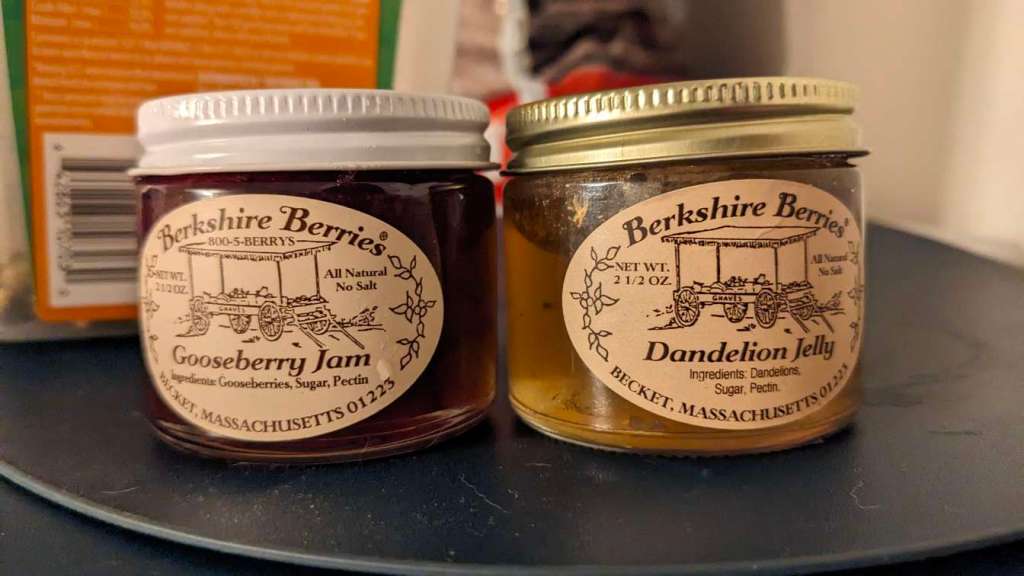 Berkshire Berries®
800-5-BERRYS
NET WT.
2 1/2 OZ.
All Natural
No Salt
GRAVES
Gooseberry Jam
Ingredients: Gooseberries, Sugar, Pectin
BECKET, MASSACHUSETTS 01223
Berkshire Berries®
NET WT.
2 1/2 OZ.
All Natural
No Salt
GRAVES
Dandelion Jelly
Ingredients: Dandelions,
Sugar, Pectin.
BECKET, MASSACHUSETTS 01223